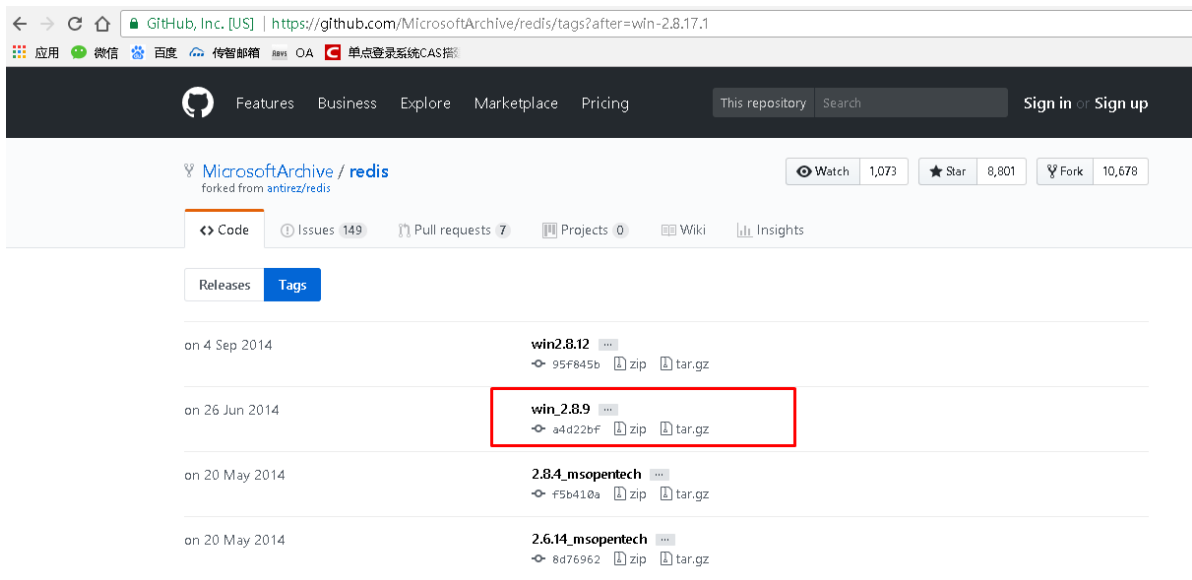 GitHub, Inc. [US] | https://github.com/MicrosoftArchive/redis/tags?after=win-2.8.17.1
应用 微信 百度 传智邮箱 OA 单点登录系统CAS搭
Features Business Explore Marketplace Pricing This repository Search Sign in or Sign up
MicrosoftArchive / redis Watch 1,073 Star 8,801 Fork 10,678
forked from antirez/redis
Code Issues 149 Pull requests 7 Projects 0 Wiki Insights
Releases Tags
on 4 Sep 2014 win2.8.12 ...
95f845b zip tar.gz
on 26 Jun 2014 win_2.8.9 ...
a4d22bf zip tar.gz
on 20 May 2014 2.8.4_msopentech ...
f5b410a zip tar.gz
on 20 May 2014 2.6.14_msopentech ...
8d76962 zip tar.gz